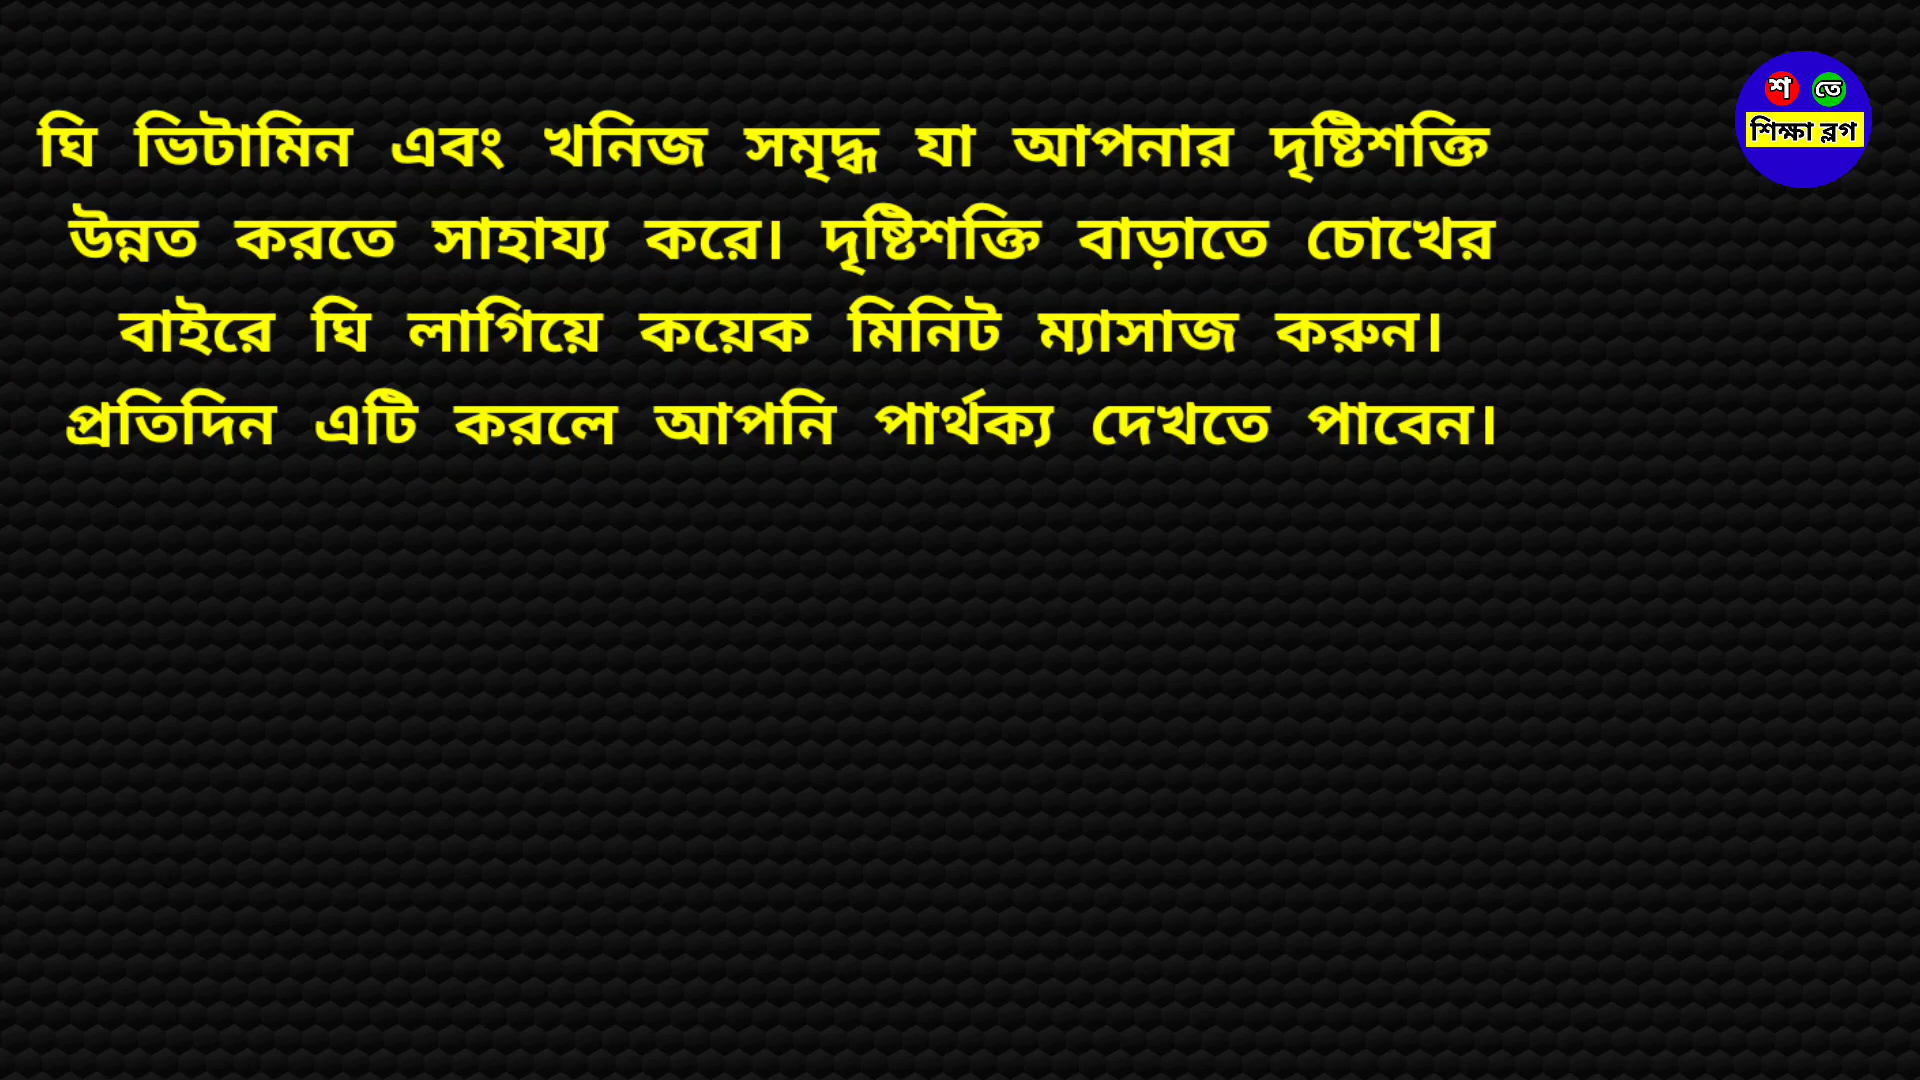 শ তে
শিক্ষা ব্লগ
ঘি ভিটামিন এবং খনিজ সমৃদ্ধ যা আপনার দৃষ্টিশক্তি
উন্নত করতে সাহায্য করে। দৃষ্টিশক্তি বাড়াতে চোখের
বাইরে ঘি লাগিয়ে কয়েক মিনিট ম্যাসাজ করুন।
প্রতিদিন এটি করলে আপনি পার্থক্য দেখতে পাবেন।